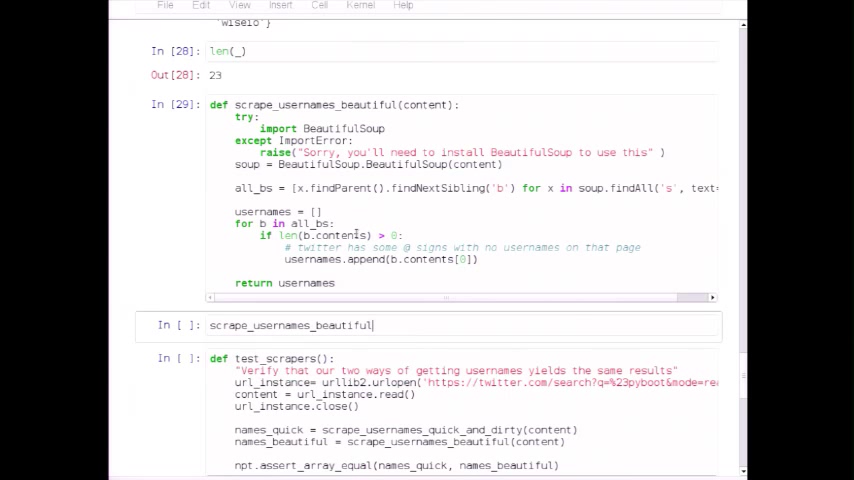 File Edit View Insert Cell Kernel Help
'wiseio'}
In [28]: len(_)
Out[28]: 23
In [29]: def scrape_usernames_beautiful(content):
try:
import BeautifulSoup
except ImportError:
raise("Sorry, you'll need to install BeautifulSoup to use this" )
soup = BeautifulSoup.BeautifulSoup(content)
all_bs = [x.findParent().findNextSibling('b') for x in soup.findAll('s', text=
usernames = []
for b in all_bs:
if len(b.contents) > 0:
# twitter has some @ signs with no usernames on that page
usernames.append(b.contents[0])
return usernames
In [ ]: scrape_usernames_beautiful
In [ ]: def test_scrapers():
"Verify that our two ways of getting usernames yields the same results"
url_instance= urllib2.urlopen('https://twitter.com/search?q=%23pyboot&mode=rea
content = url_instance.read()
url_instance.close()
names_quick = scrape_usernames_quick_and_dirty(content)
names_beautiful = scrape_usernames_beautiful(content)
npt.assert_array_equal(names_quick, names_beautiful)